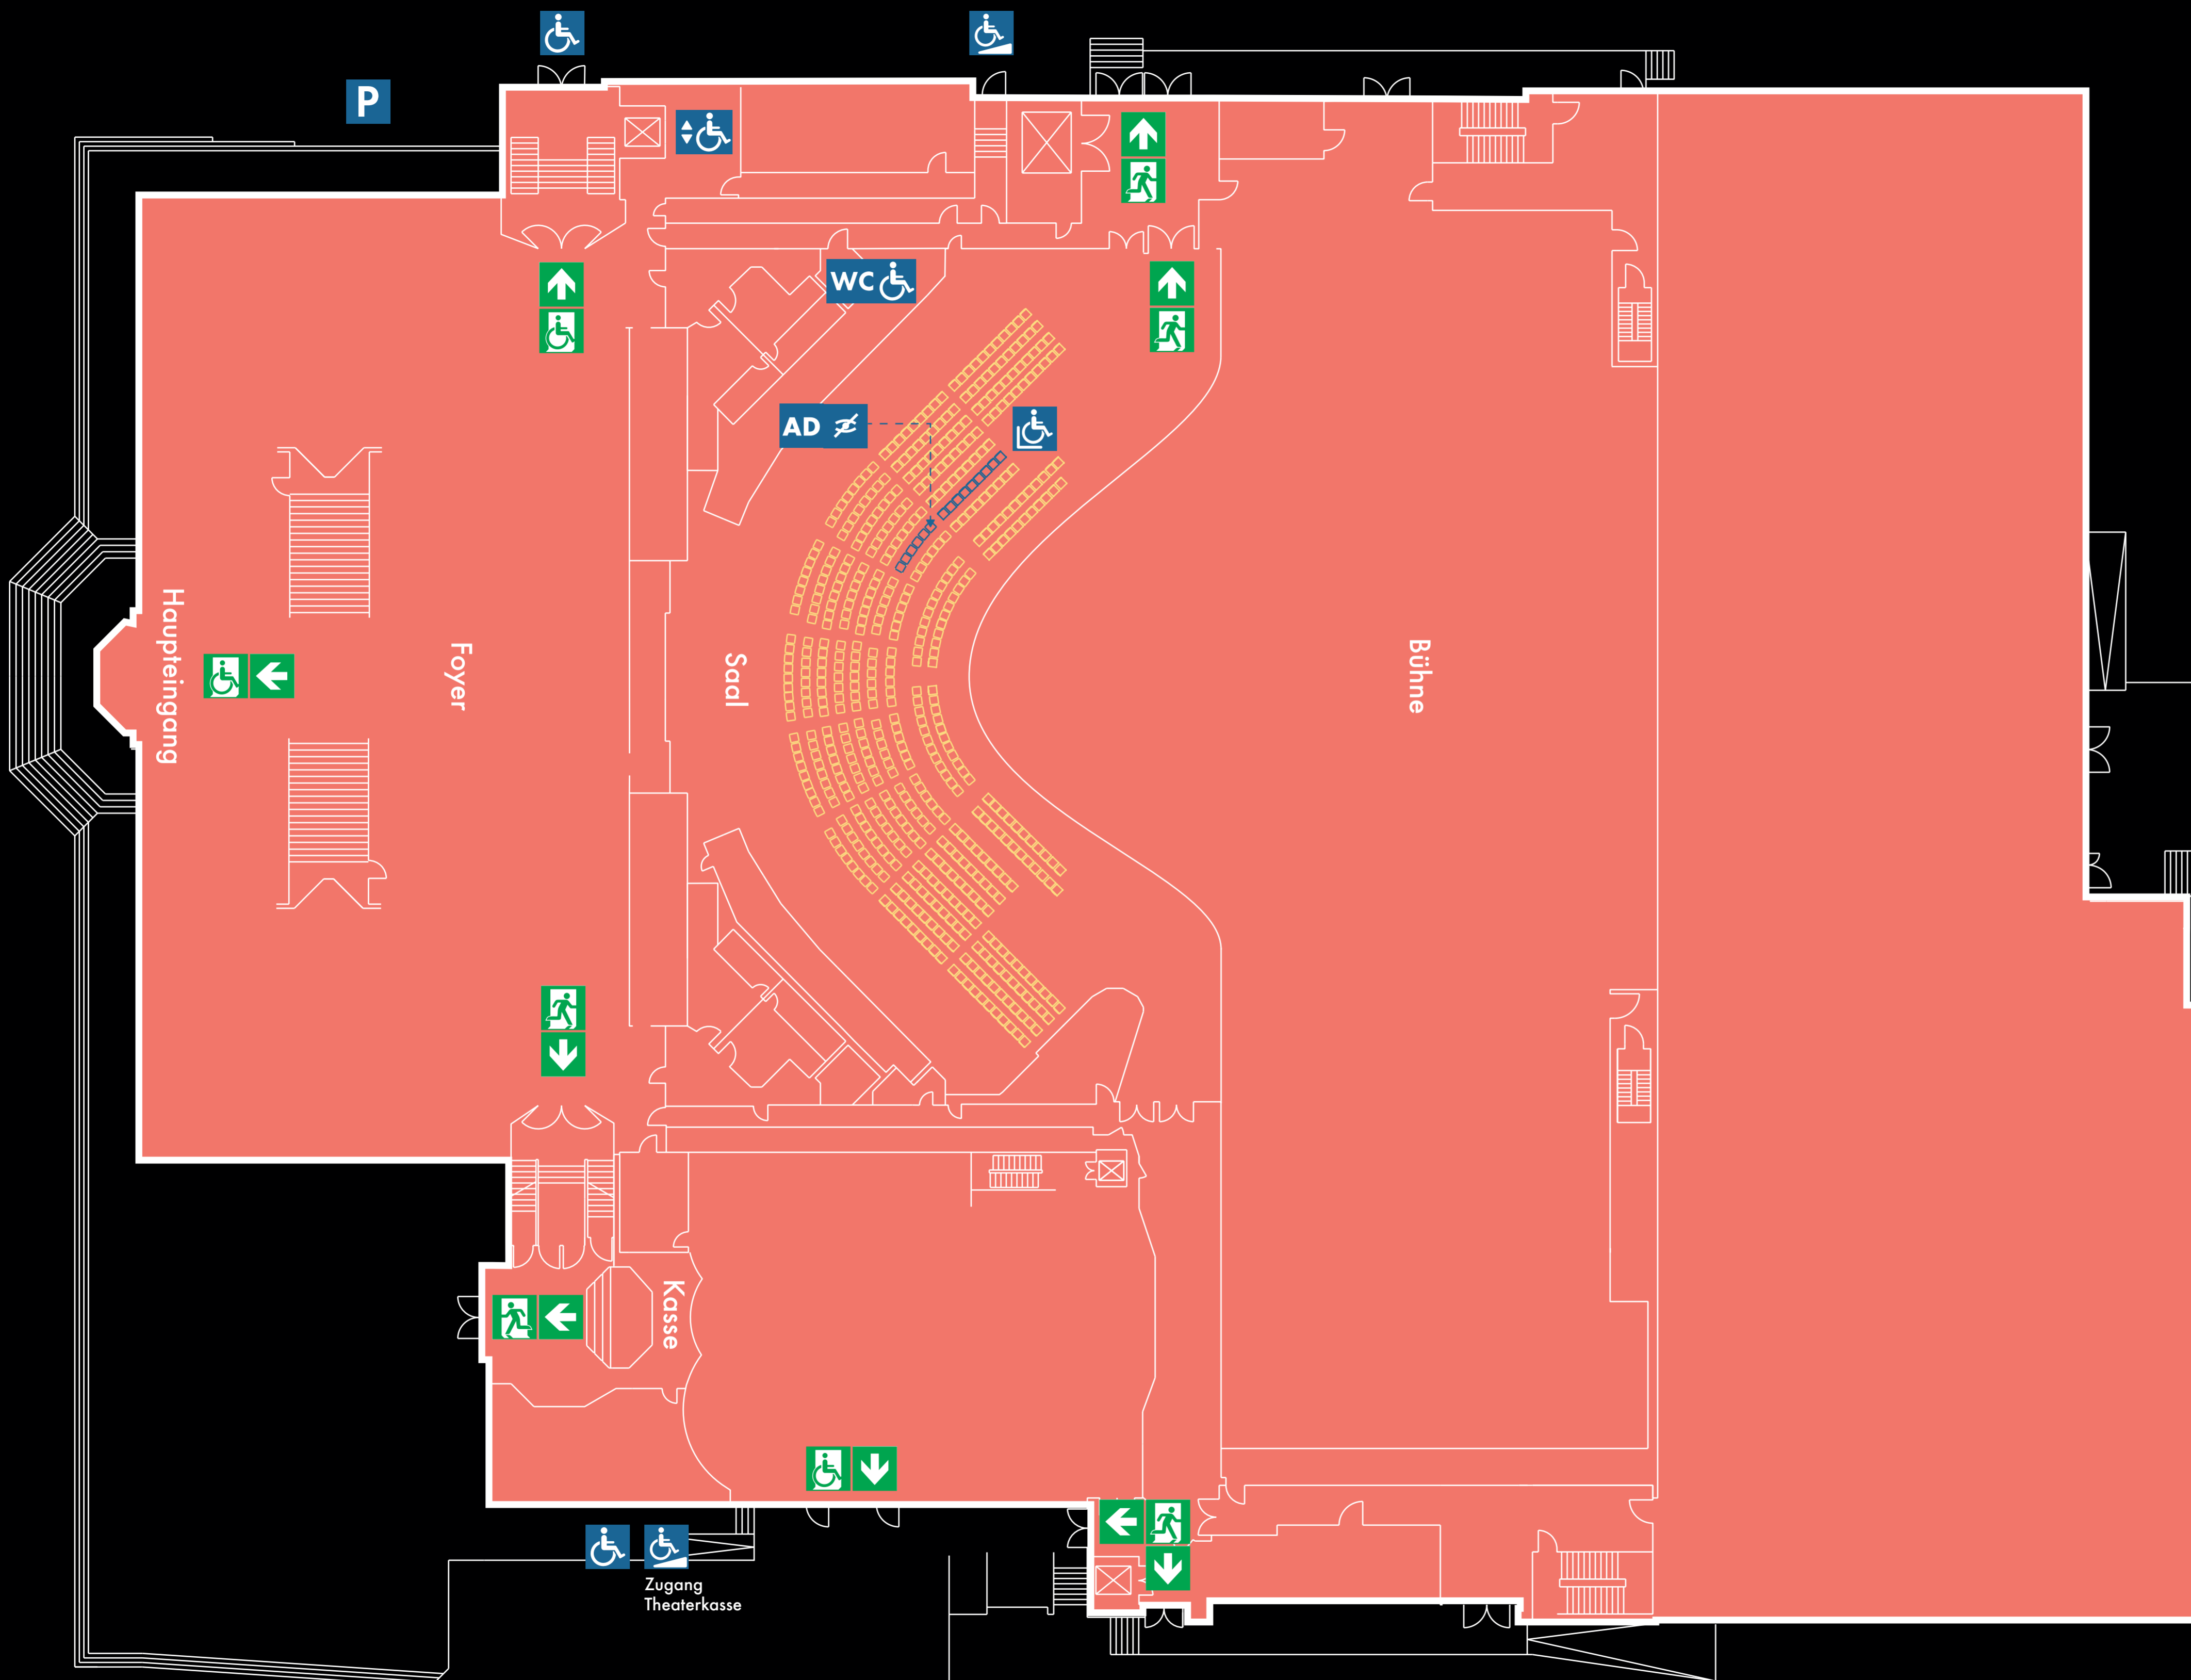 P
WC
AD
Haupteingang
Foyer
Saal
Bühne
Kasse
Zugang
Theaterkasse